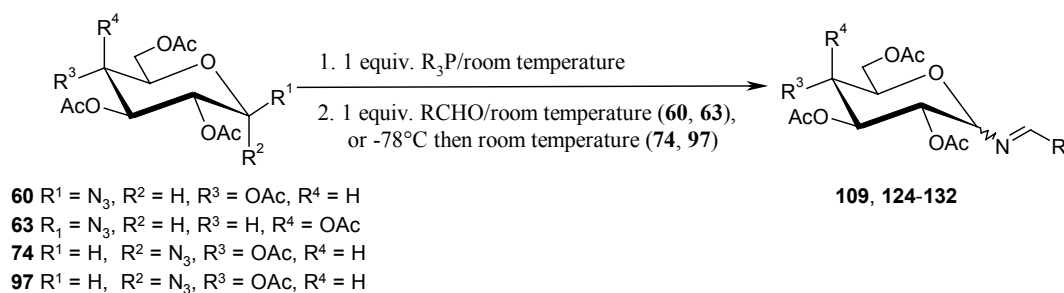 R⁴
OAc
O
R³
AcO
R¹
OAc
R²
1. 1 equiv. R₃P/room temperature
2. 1 equiv. RCHO/room temperature (60, 63),
or -78°C then room temperature (74, 97)
R⁴
OAc
O
R³
AcO
OAc
N
R
60 R¹ = N₃, R² = H, R³ = OAc, R⁴ = H
63 R₁ = N₃, R² = H, R³ = H, R⁴ = OAc
74 R¹ = H, R² = N₃, R³ = OAc, R⁴ = H
97 R¹ = H, R² = N₃, R³ = OAc, R⁴ = H
109, 124-132